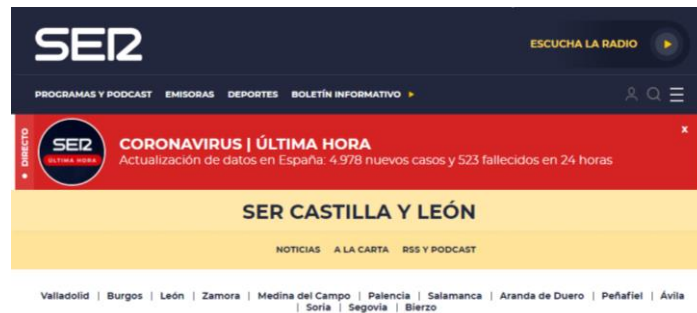 SER
ESCUCHA LA RADIO
PROGRAMAS Y PODCAST EMISORAS DEPORTES BOLETÍN INFORMATIVO
DIRECTO
SER
ÚLTIMA HORA
x
CORONAVIRUS | ÚLTIMA HORA
Actualización de datos en España: 4.978 nuevos casos y 523 fallecidos en 24 horas
SER CASTILLA Y LEÓN
NOTICIAS A LA CARTA RSS Y PODCAST
Valladolid | Burgos | León | Zamora | Medina del Campo | Palencia | Salamanca | Aranda de Duero | Peñafiel | Ávila
| Soria | Segovia | Bierzo